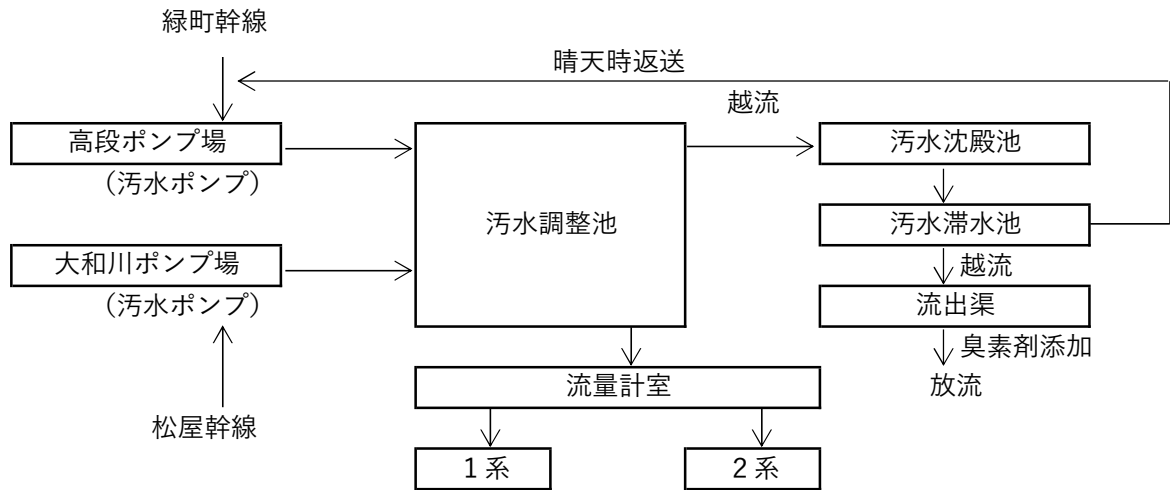 緑町幹線
晴天時返送
越流
高段ポンプ場
汚水沈殿池
（汚水ポンプ）
汚水調整池
汚水滞水池
大和川ポンプ場
越流
（汚水ポンプ）
流出渠
臭素剤添加
流量計室
放流
松屋幹線
1系
2系